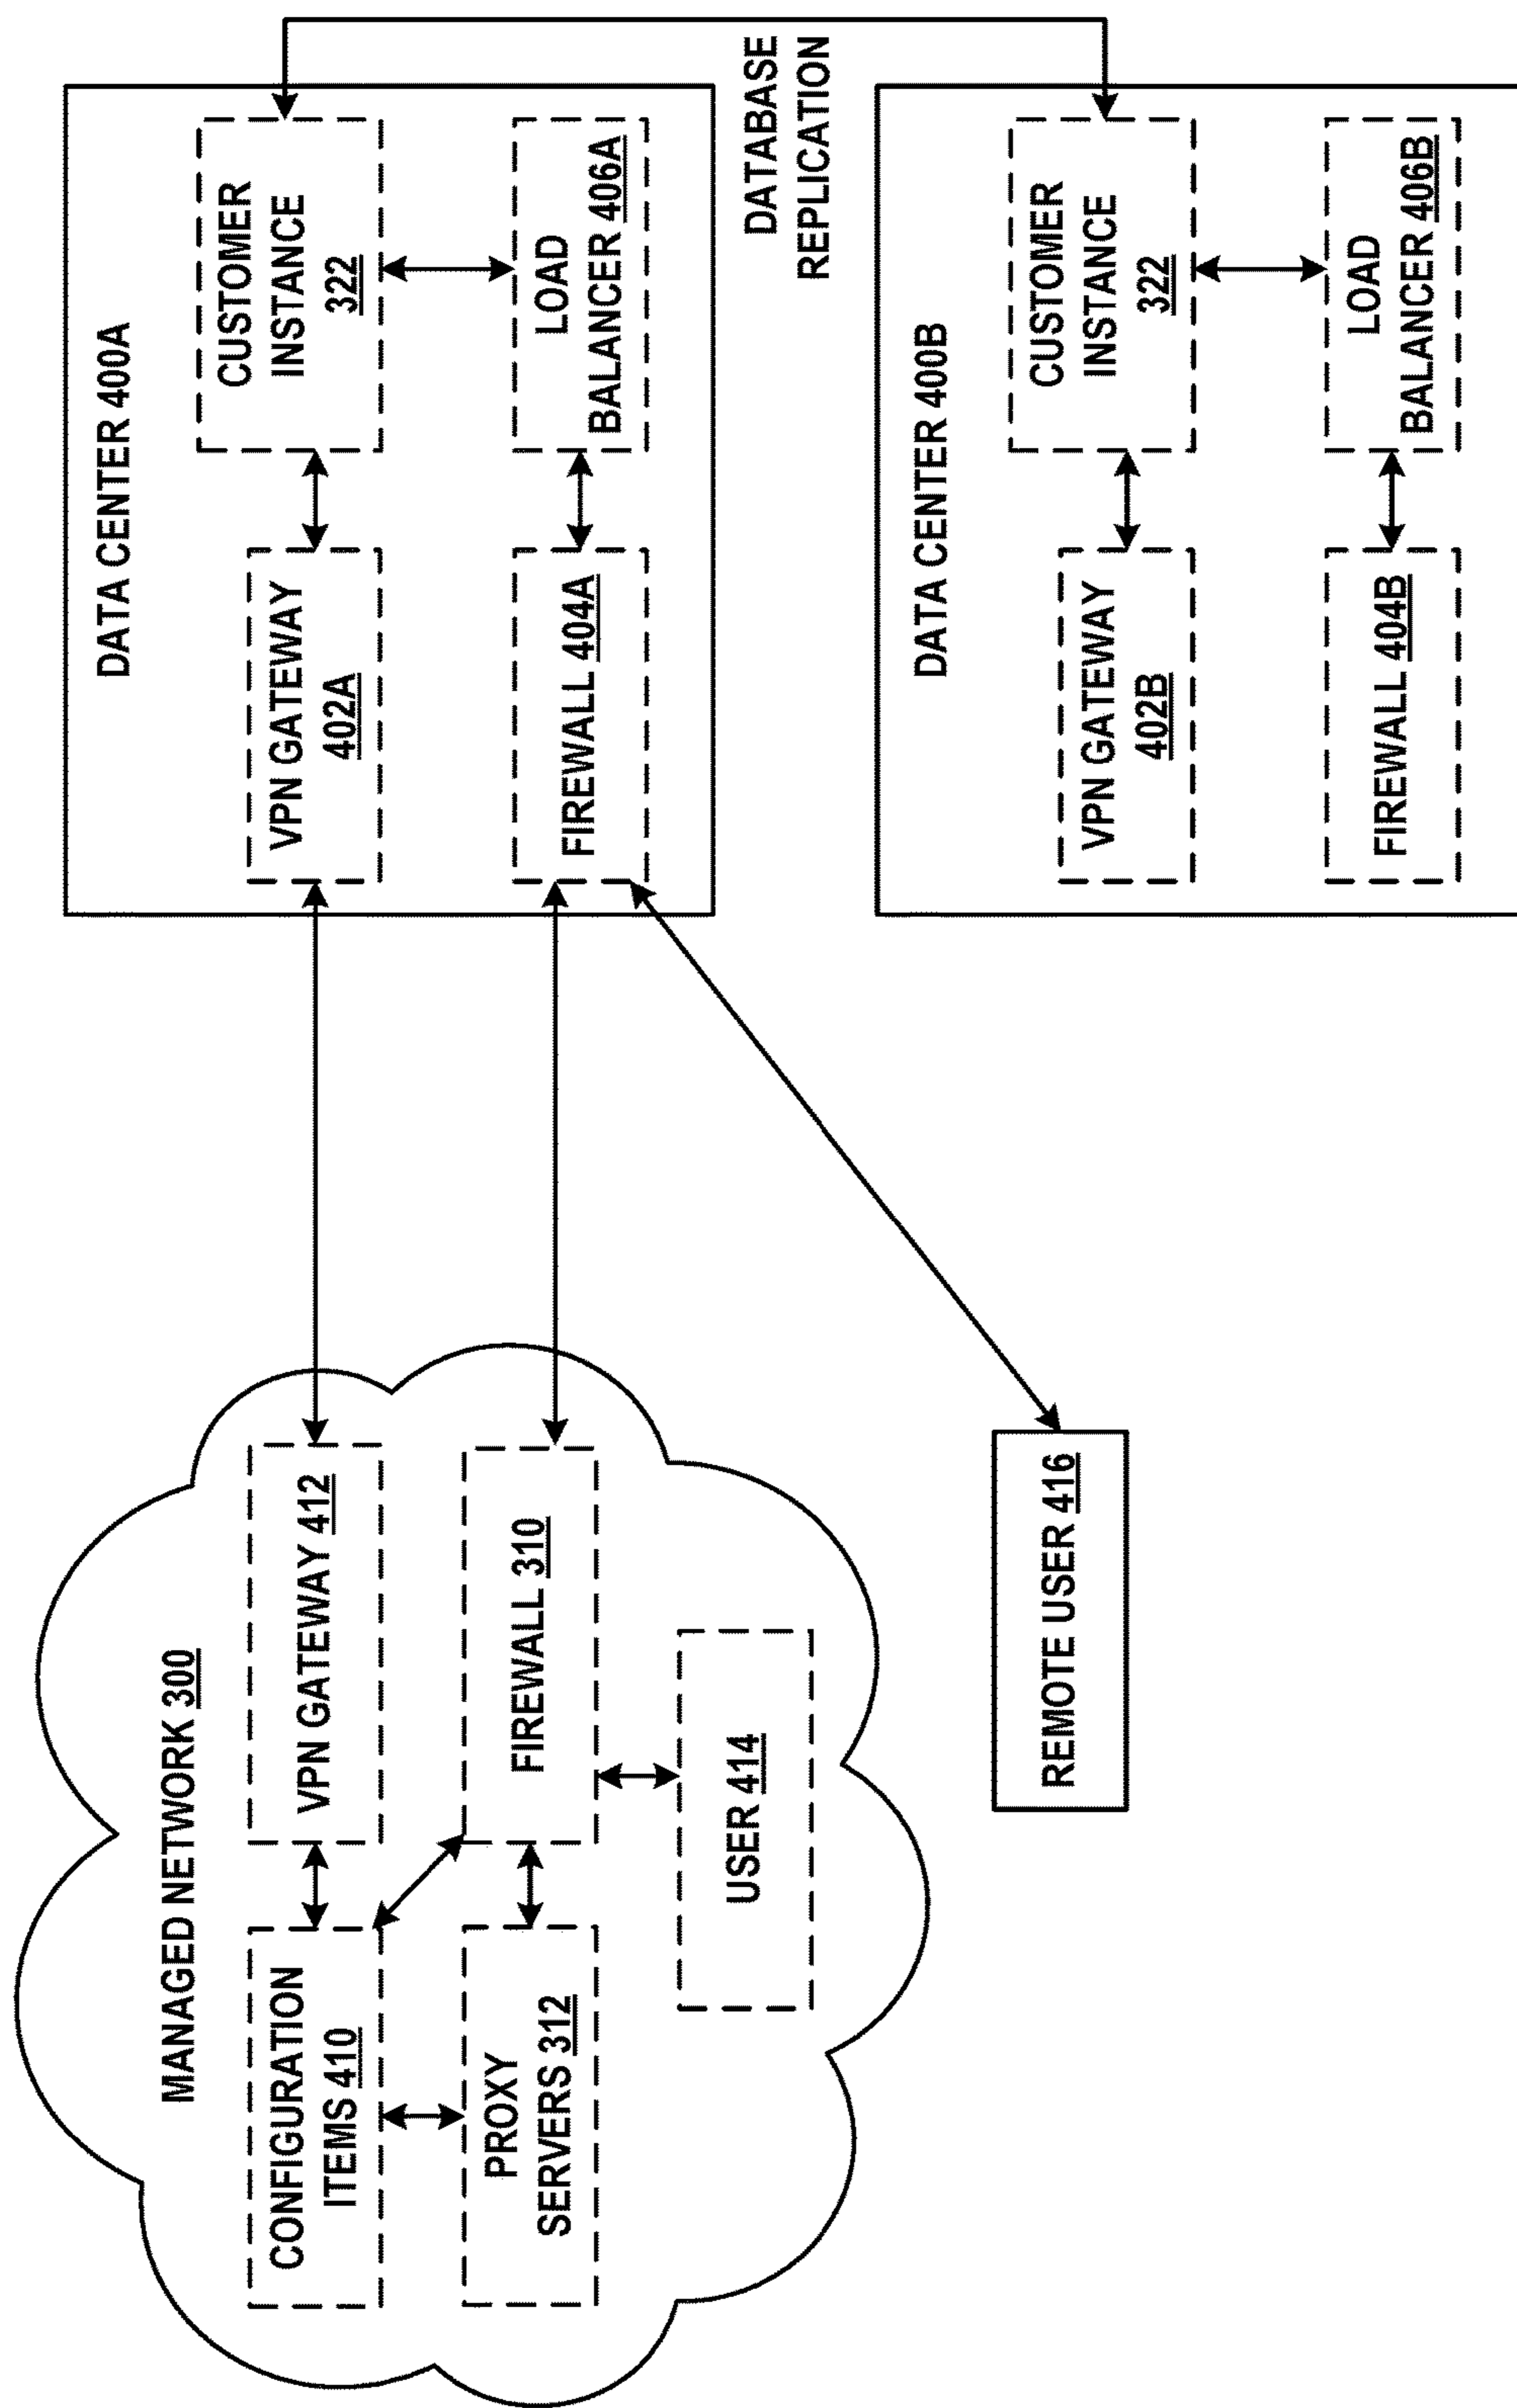 MANAGED NETWORK 300
CONFIGURATION
ITEMS 410
VPN GATEWAY 412
PROXY
SERVERS 312
FIREWALL 310
USER 414
REMOTE USER 416
DATA CENTER 400A
VPN GATEWAY
402A
CUSTOMER
INSTANCE
322
FIREWALL 404A
LOAD
BALANCER 406A
DATABASE
REPLICATION
DATA CENTER 400B
VPN GATEWAY
402B
CUSTOMER
INSTANCE
322
FIREWALL 404B
LOAD
BALANCER 406B